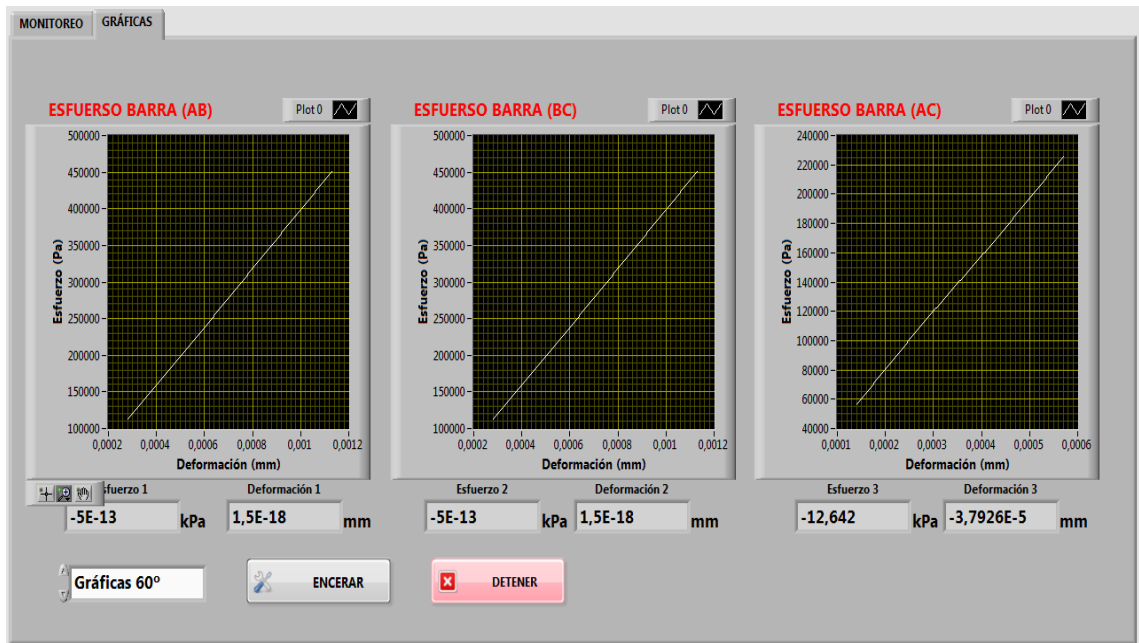 MONITOREO GRÁFICAS
ESFUERSO BARRA (AB) Plot 0
500000
450000
400000
350000
300000
250000
200000
150000
100000
Esfuerzo (Pa)
0,0002 0,0004 0,0006 0,0008 0,001 0,0012
Deformación (mm)
sfuerzo 1 Deformación 1
-5E-13 kPa 1,5E-18 mm
ESFUERSO BARRA (BC) Plot 0
500000
450000
400000
350000
300000
250000
200000
150000
100000
Esfuerzo (Pa)
0,0002 0,0004 0,0006 0,0008 0,001 0,0012
Deformación (mm)
Esfuerzo 2 Deformación 2
-5E-13 kPa 1,5E-18 mm
ESFUERSO BARRA (AC) Plot 0
240000
220000
200000
180000
160000
140000
120000
100000
80000
60000
40000
Esfuerzo (Pa)
0,0001 0,0002 0,0003 0,0004 0,0005 0,0006
Deformación (mm)
Esfuerzo 3 Deformación 3
-12,642 kPa -3,7926E-5 mm
Gráficas 60º ENCERAR DETENER